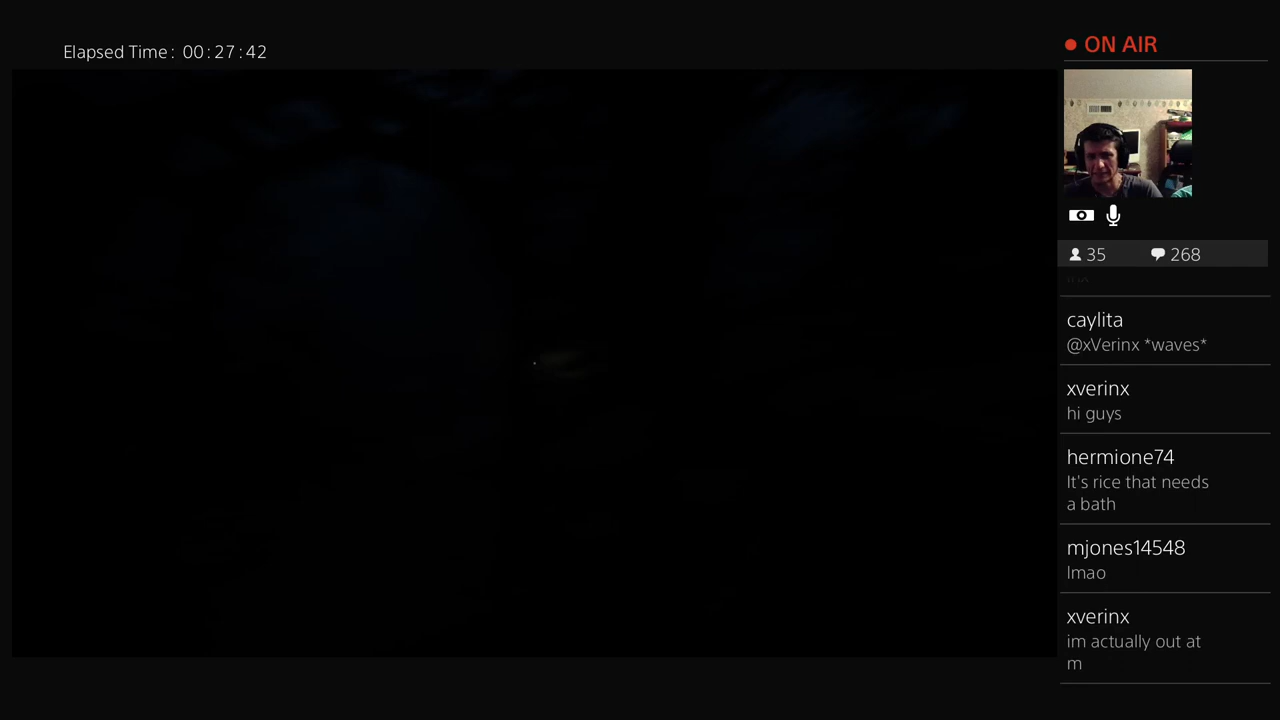 Elapsed Time: 00:27:42
ON AIR
35 268
caylita
@xVerinx *waves*
xverinx
hi guys
hermione74
It's rice that needs
a bath
mjones14548
lmao
xverinx
im actually out at
m